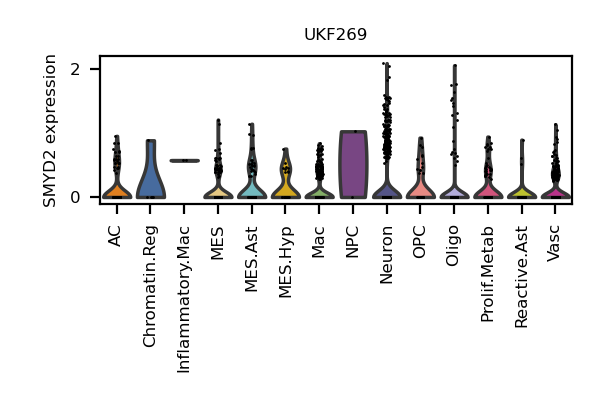 UKF269
SMYD2 expression
2
0
AC
Chromatin.Reg
Inflammatory.Mac
MES
MES.Ast
MES.Hyp
Mac
NPC
Neuron
OPC
Oligo
Prolif.Metab
Reactive.Ast
Vasc